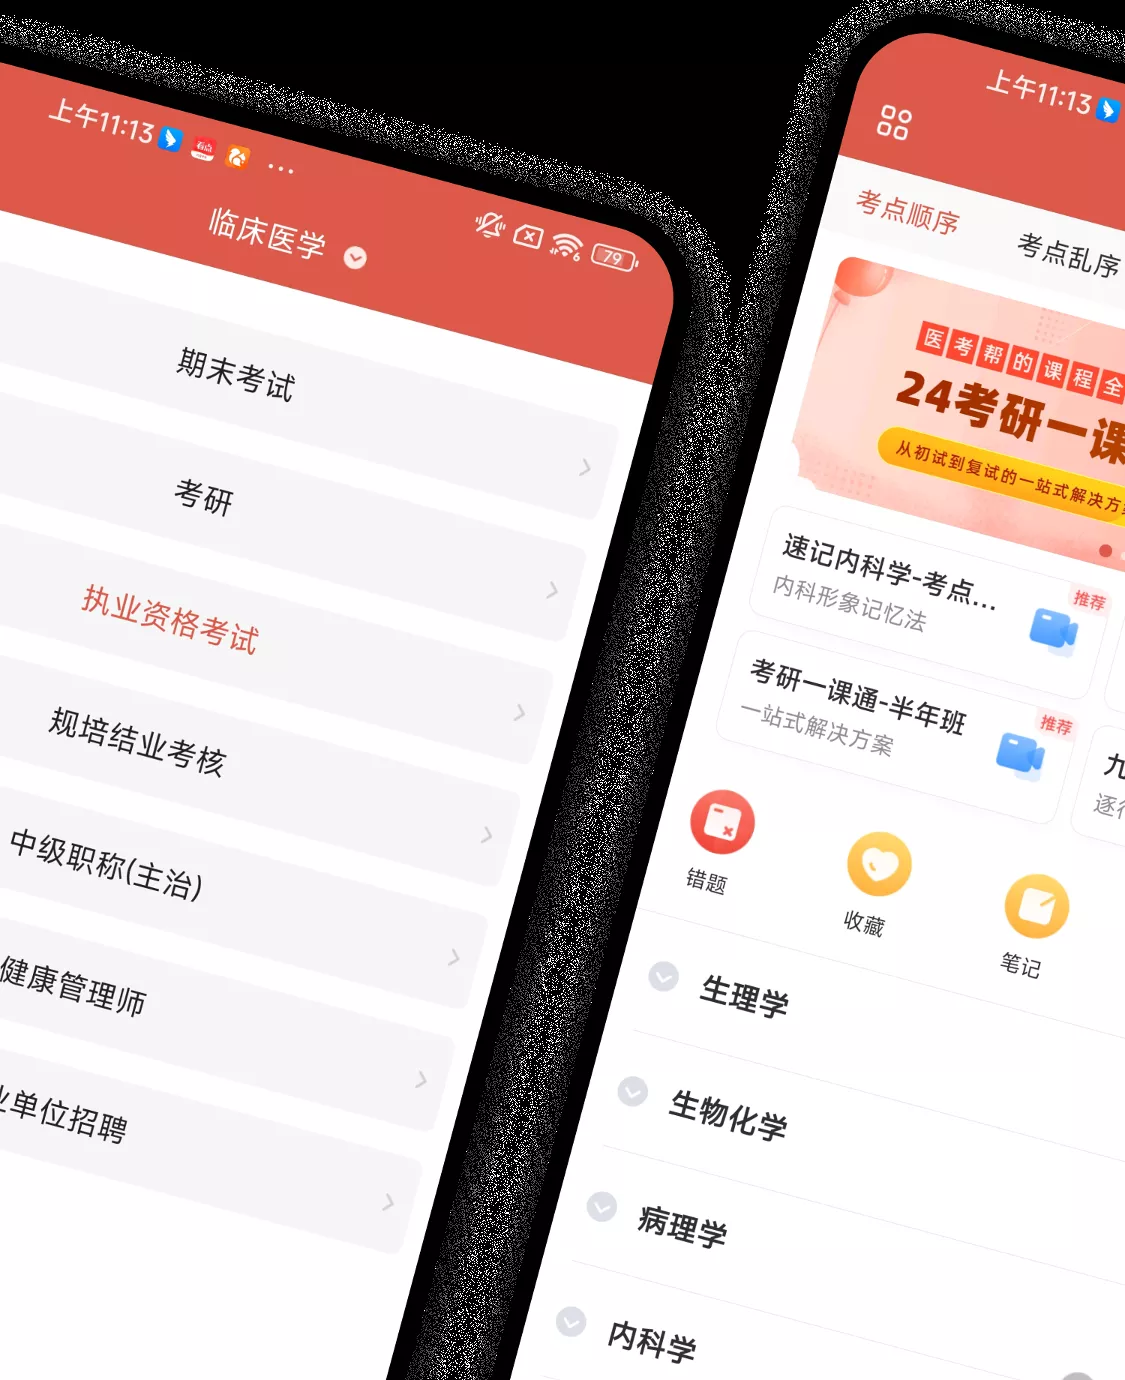 上午11:13
看点
79
临床医学
期末考试
考研
执业资格考试
规培结业考核
中级职称(主治)
健康管理师
单位招聘
上午11:13
考点顺序
考点乱序
医考帮的课程全
24考研一课
从初试到复试的一站式解决方案
速记内科学-考点...
内科形象记忆法
推荐
考研一课通-半年班
一站式解决方案
推荐
九
逐行
错题
收藏
笔记
生理学
生物化学
病理学
内科学